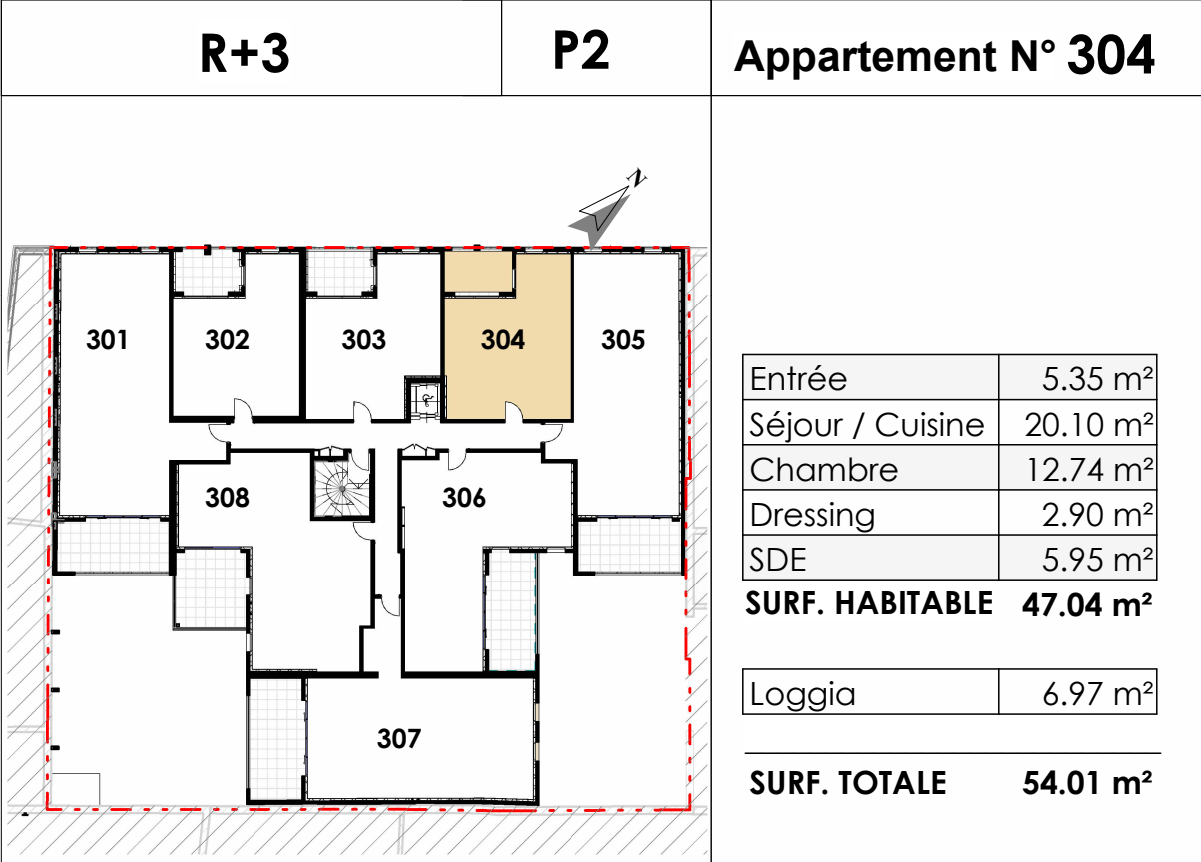 R+3 P2 Appartement N° 304
N
301 302 303 304 305
308 306
307
Entrée 5.35 m²
Séjour / Cuisine 20.10 m²
Chambre 12.74 m²
Dressing 2.90 m²
SDE 5.95 m²
SURF. HABITABLE 47.04 m²
Loggia 6.97 m²
SURF. TOTALE 54.01 m²